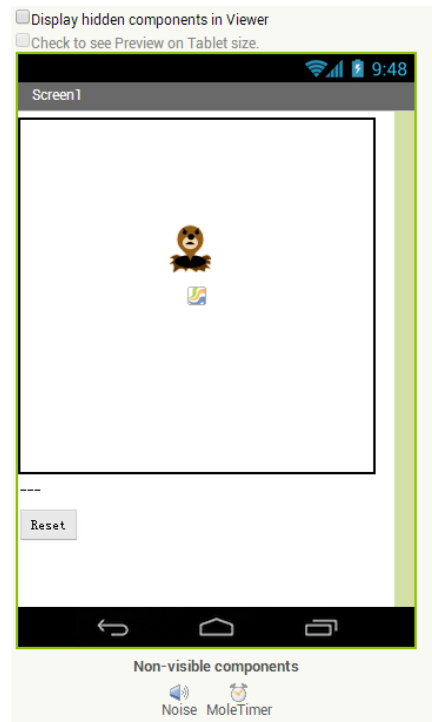 Display hidden components in Viewer
Check to see Preview on Tablet size.
9:48
Screen1
---
Reset
Non-visible components
Noise MoleTimer